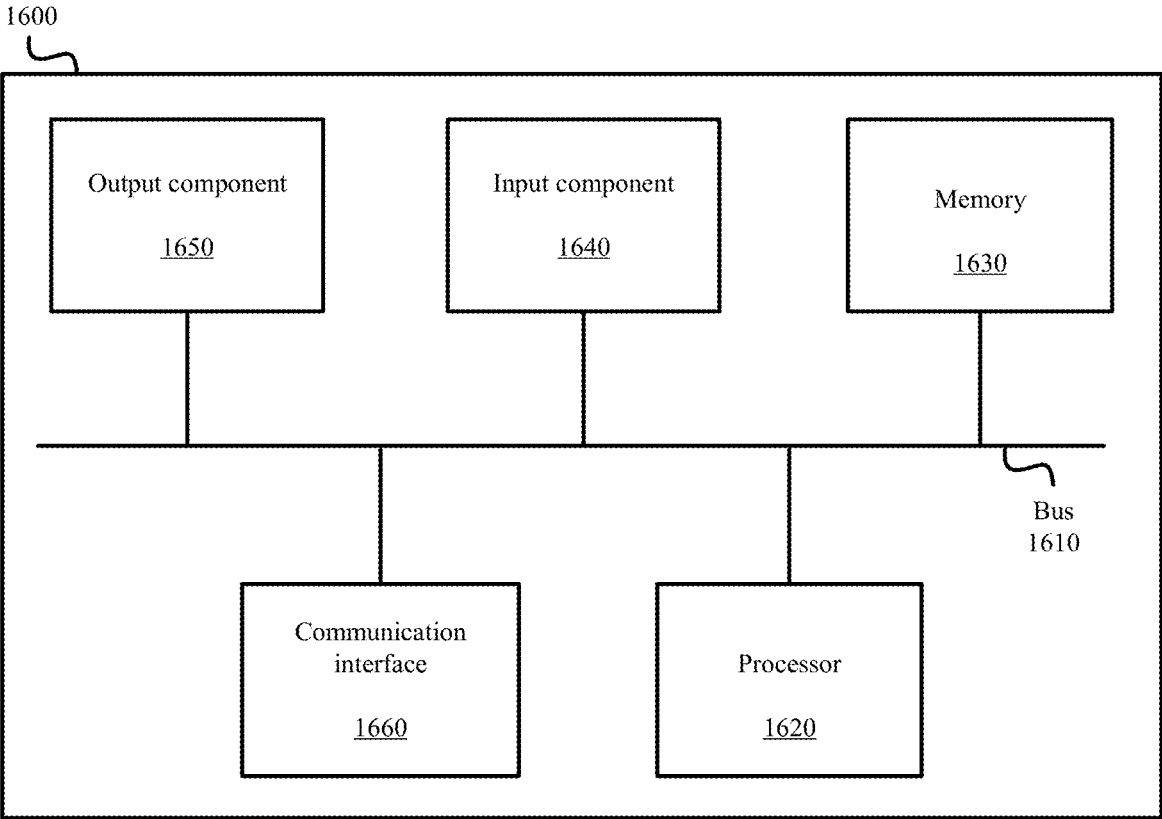 1600
Output component
1650
Input component
1640
Memory
1630
Bus
1610
Communication
interface
1660
Processor
1620